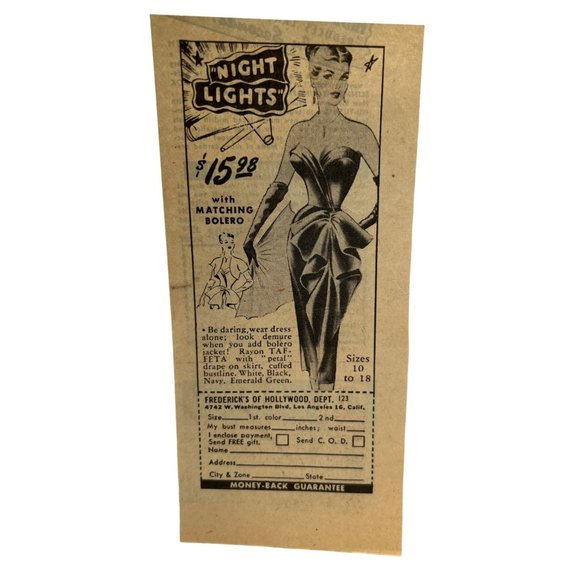 "NIGHT
LIGHTS"
$15.98
with
MATCHING
BOLERO
• Be daring, wear dress
alone; look demure
when you add bolero
jacket! Rayon TAF-
FETA with "petal"
drape on skirt, cuffed
bustline. White, Black,
Navy, Emerald Green.
Sizes
10
to 18
FREDERICK'S OF HOLLYWOOD, DEPT. 123
4742 W. Washington Blvd, Los Angeles 16, Calif.
Size 1st. color 2nd
My bust measures inches; waist
I enclose payment,
Send FREE gift. Send C. O. D.
Name
Address
City & Zone State
MONEY-BACK GUARANTEE